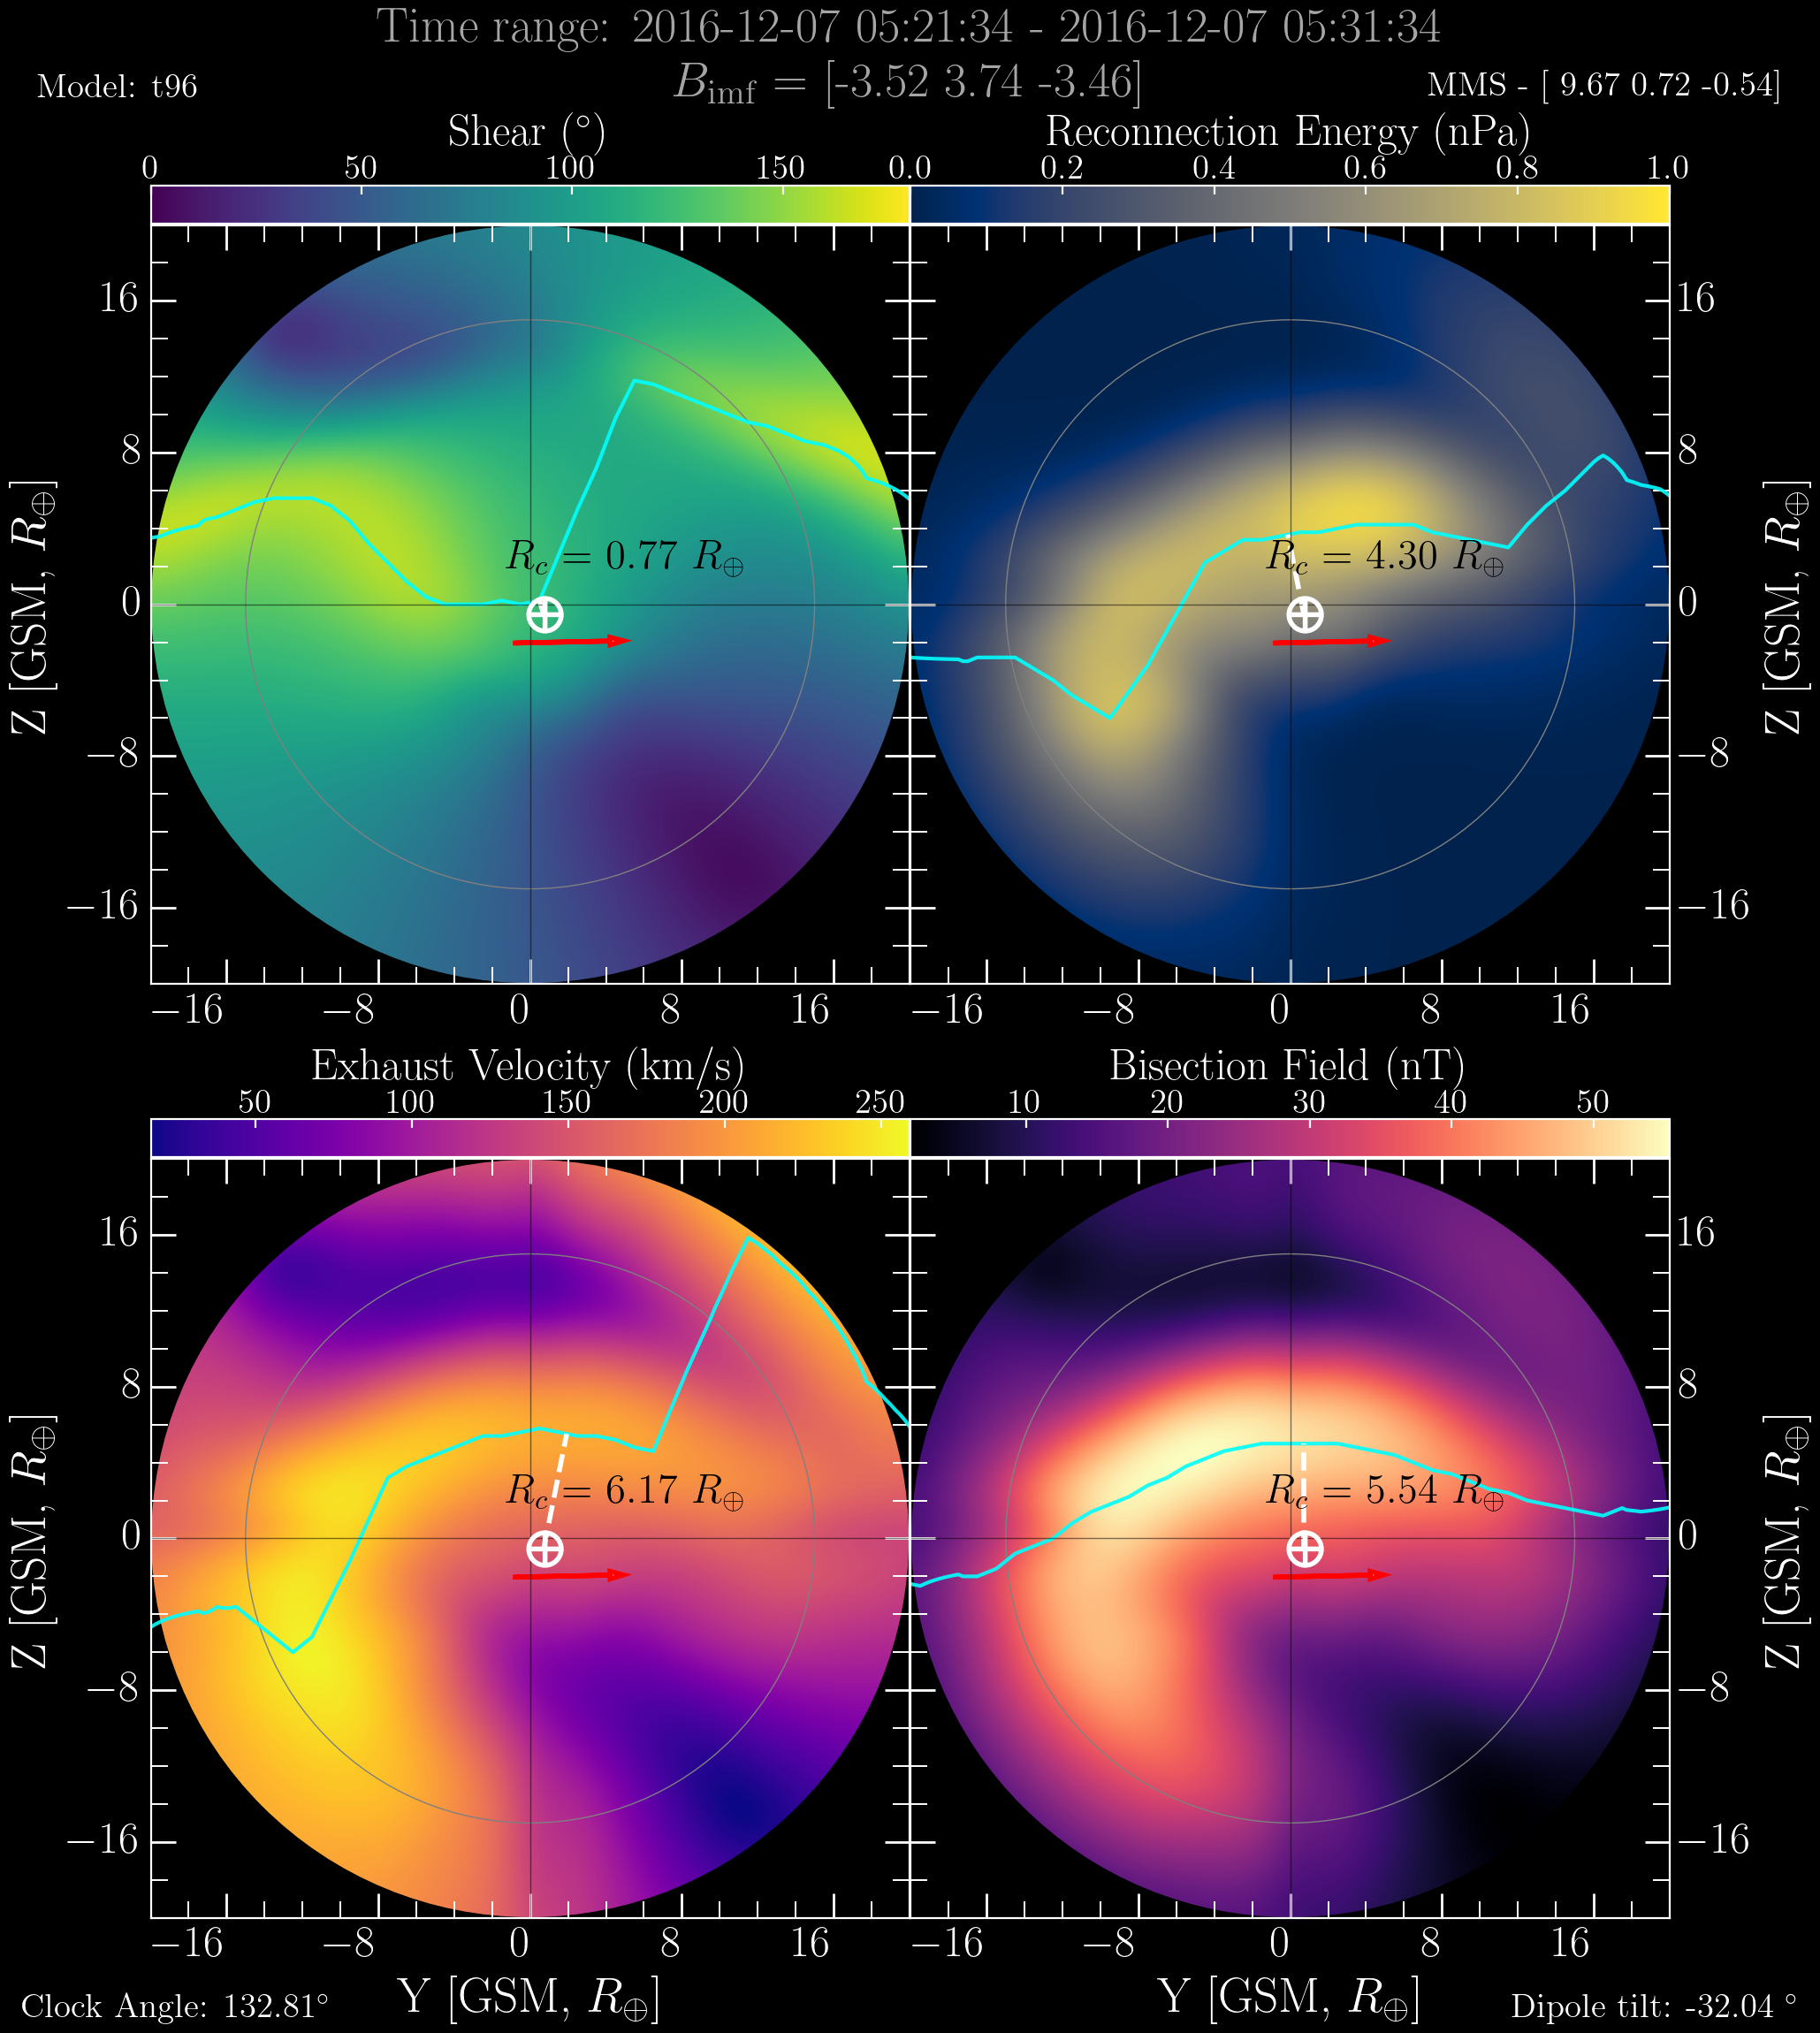 Time range: 2016-12-07 05:21:34 - 2016-12-07 05:31:34
Model: t96
B_imf = [-3.52 3.74 -3.46]
MMS - [ 9.67 0.72 -0.54]
Shear (°)
Reconnection Energy (nPa)
0 50 100 150
0.0 0.2 0.4 0.6 0.8 1.0
16
8
0
−8
−16
Z [GSM, R⊕]
R_c = 0.77 R⊕
R_c = 4.30 R⊕
16
8
0
−8
−16
Z [GSM, R⊕]
−16 −8 0 8 16
−16 −8 0 8 16
Exhaust Velocity (km/s)
Bisection Field (nT)
50 100 150 200 250
10 20 30 40 50
16
8
0
−8
−16
Z [GSM, R⊕]
R_c = 6.17 R⊕
R_c = 5.54 R⊕
16
8
0
−8
−16
Z [GSM, R⊕]
−16 −8 0 8 16
−16 −8 0 8 16
Y [GSM, R⊕]
Y [GSM, R⊕]
Clock Angle: 132.81°
Dipole tilt: -32.04 °